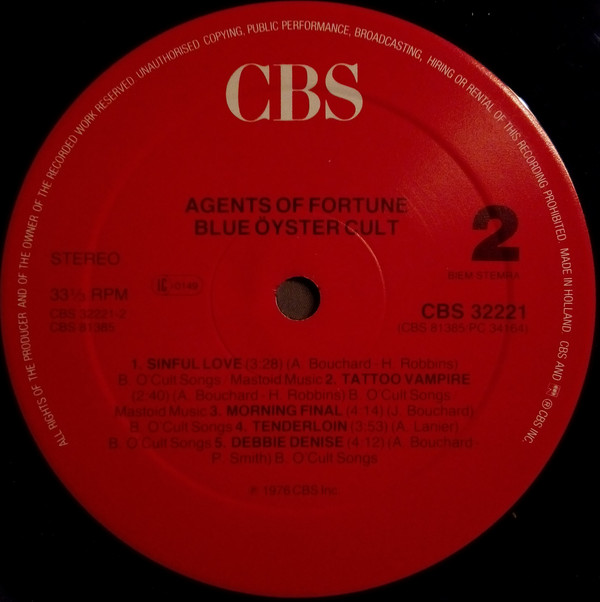 ALL RIGHTS OF THE PRODUCER AND OF THE OWNER OF THE RECORDED WORK RESERVED UNAUTHORISED COPYING, PUBLIC PERFORMANCE, BROADCASTING, HIRING OR RENTAL OF THIS RECORDING PROHIBITED. MADE IN HOLLAND. CBS AND ℗ CBS INC.
CBS
AGENTS OF FORTUNE
BLUE ÖYSTER CULT
2
STEREO
BIEM STEMRA
33⅓ RPM
CBS 32221-2
CBS 81385
CBS 32221
(CBS 81385 PC 34164)
1. SINFUL LOVE (3:28) (A. Bouchard - H. Robbins)
B. O'Cult Songs - Mastoid Music 2. TATTOO VAMPIRE
(2:40) (A. Bouchard - H. Robbins) B. O'Cult Songs -
Mastoid Music 3. MORNING FINAL (4:14) (J. Bouchard)
B. O'Cult Songs 4. TENDERLOIN (3:53) (A. Lanier)
B. O'Cult Songs 5. DEBBIE DENISE (4:12) (A. Bouchard -
P. Smith) B. O'Cult Songs
℗ 1976 CBS Inc.